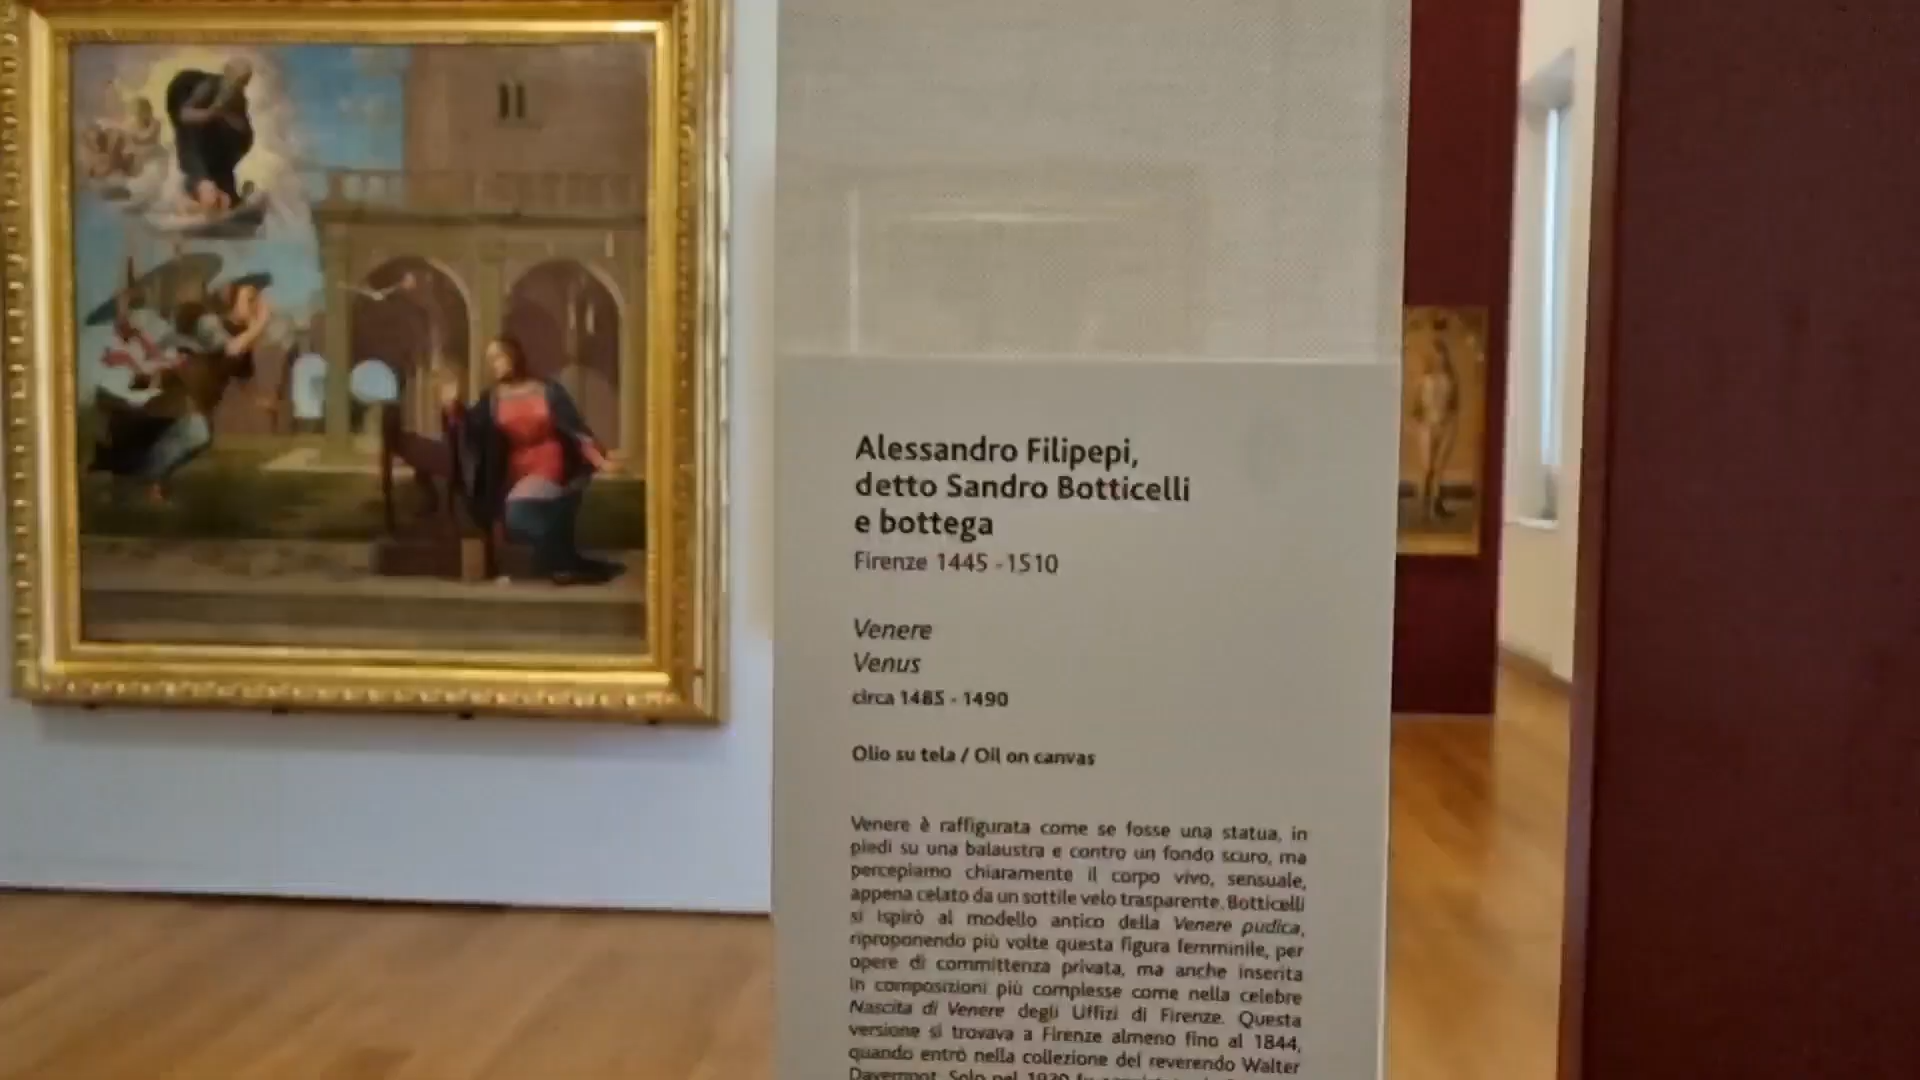 Alessandro Filipepi,
detto Sandro Botticelli
e bottega
Firenze 1445 - 1510
Venere
Venus
circa 1485 - 1490
Olio su tela / Oil on canvas
Venere è raffigurata come se fosse una statua, in
piedi su una balaustra e contro un fondo scuro, ma
percepiamo chiaramente il corpo vivo, sensuale,
appena celato da un sottile velo trasparente. Botticelli
si ispirò al modello antico della Venere pudica,
riproponendo più volte questa figura femminile, per
opere di committenza privata, ma anche inserita
in composizioni più complesse come nella celebre
Nascita di Venere degli Uffizi di Firenze. Questa
versione si trovava a Firenze almeno fino al 1844,
quando entrò nella collezione del reverendo Walter
Davenpot. Solo nel 1920